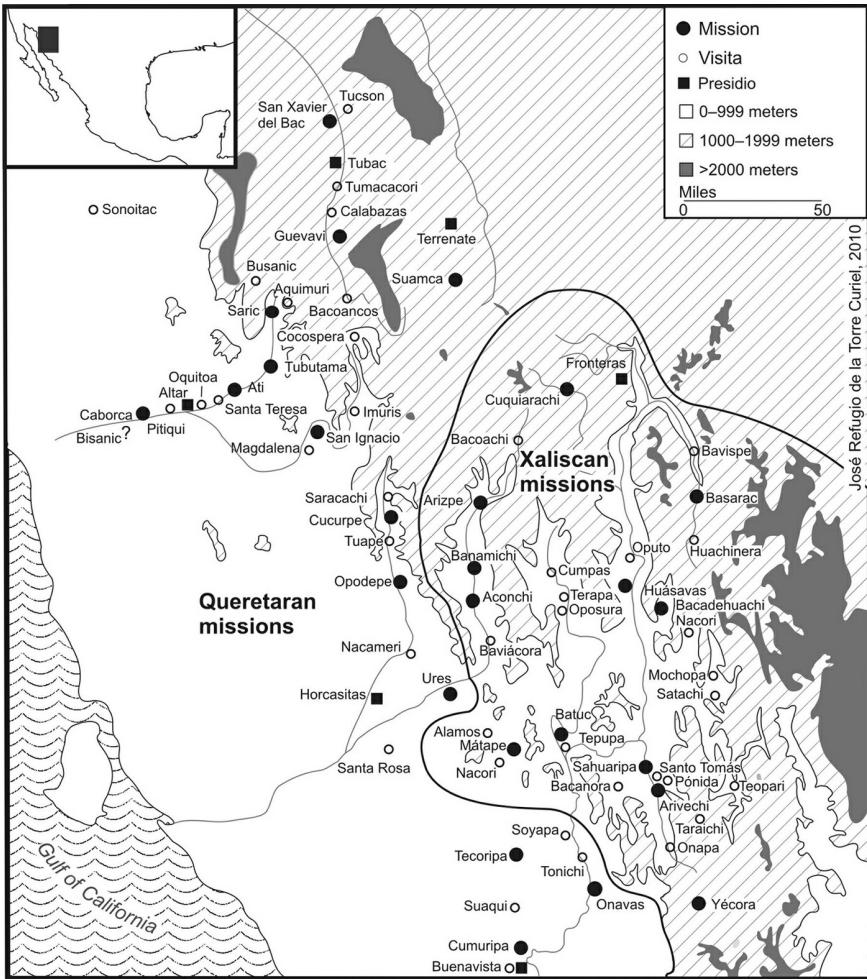 Mission
Visita
Presidio
0–999 meters
1000–1999 meters
>2000 meters
Miles
0 50
José Refugio de la Torre Curiel, 2010
Tucson
San Xavier
del Bac
Tubac
Tumacacori
Sonoitac
Calabazas
Guevavi
Terrenate
Busanic
Suamca
Aquimuri
Saric
Bacoancos
Cocospera
Fronteras
Tubutama
Oquitoa
Ati
Altar
Cuquiarachi
Caborca
Santa Teresa
Imuris
Bisanic?
Pitiqui
San Ignacio
Magdalena
Bacoachi
Bavispe
Xaliscan
missions
Saracachi
Arizpe
Basarac
Cucurpe
Tuape
Huachinera
Banamichi
Oputo
Cumpas
Opodepe
Huásavas
Aconchi
Terapa
Bacadehuachi
Oposura
Queretaran
missions
Nacori
Nacameri
Baviácora
Mochopa
Ures
Satachi
Horcasitas
Batuc
Alamos
Tepupa
Mátape
Santa Rosa
Nacori
Sahuaripa
Santo Tomás
Pónida
Bacanora
Teopari
Arivechi
Taraichi
Soyapa
Onapa
Tecoripa
Tonichi
Gulf of California
Suaqui
Onavas
Yécora
Cumuripa
Buenavista